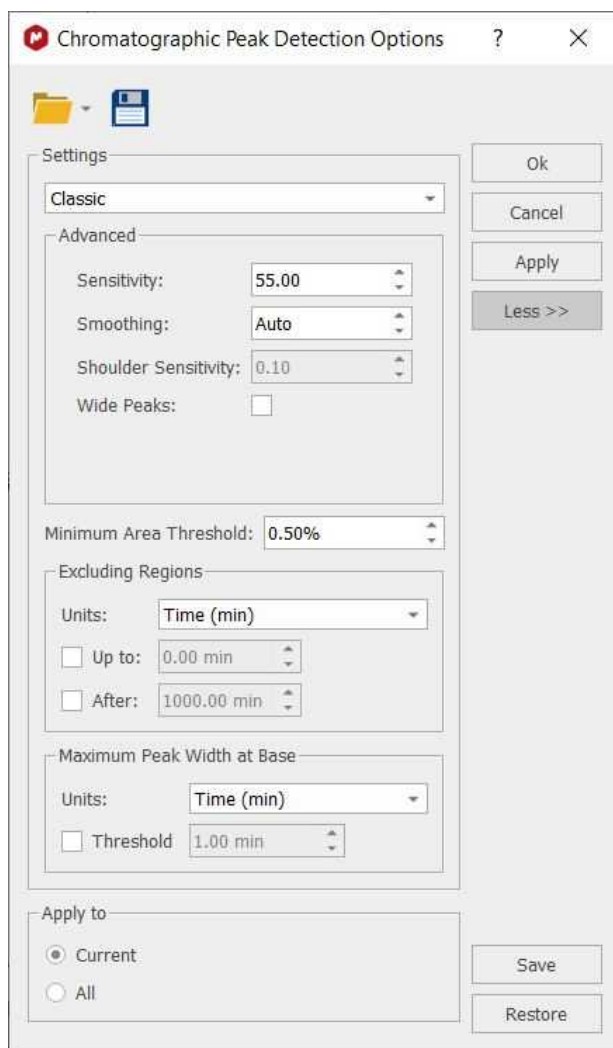 Chromatographic Peak Detection Options ?
Settings
Classic
Advanced
Sensitivity: 55.00
Smoothing: Auto
Shoulder Sensitivity: 0.10
Wide Peaks:
Minimum Area Threshold: 0.50%
Excluding Regions
Units: Time (min)
Up to: 0.00 min
After: 1000.00 min
Maximum Peak Width at Base
Units: Time (min)
Threshold 1.00 min
Apply to
Current
All
Ok
Cancel
Apply
Less >>
Save
Restore